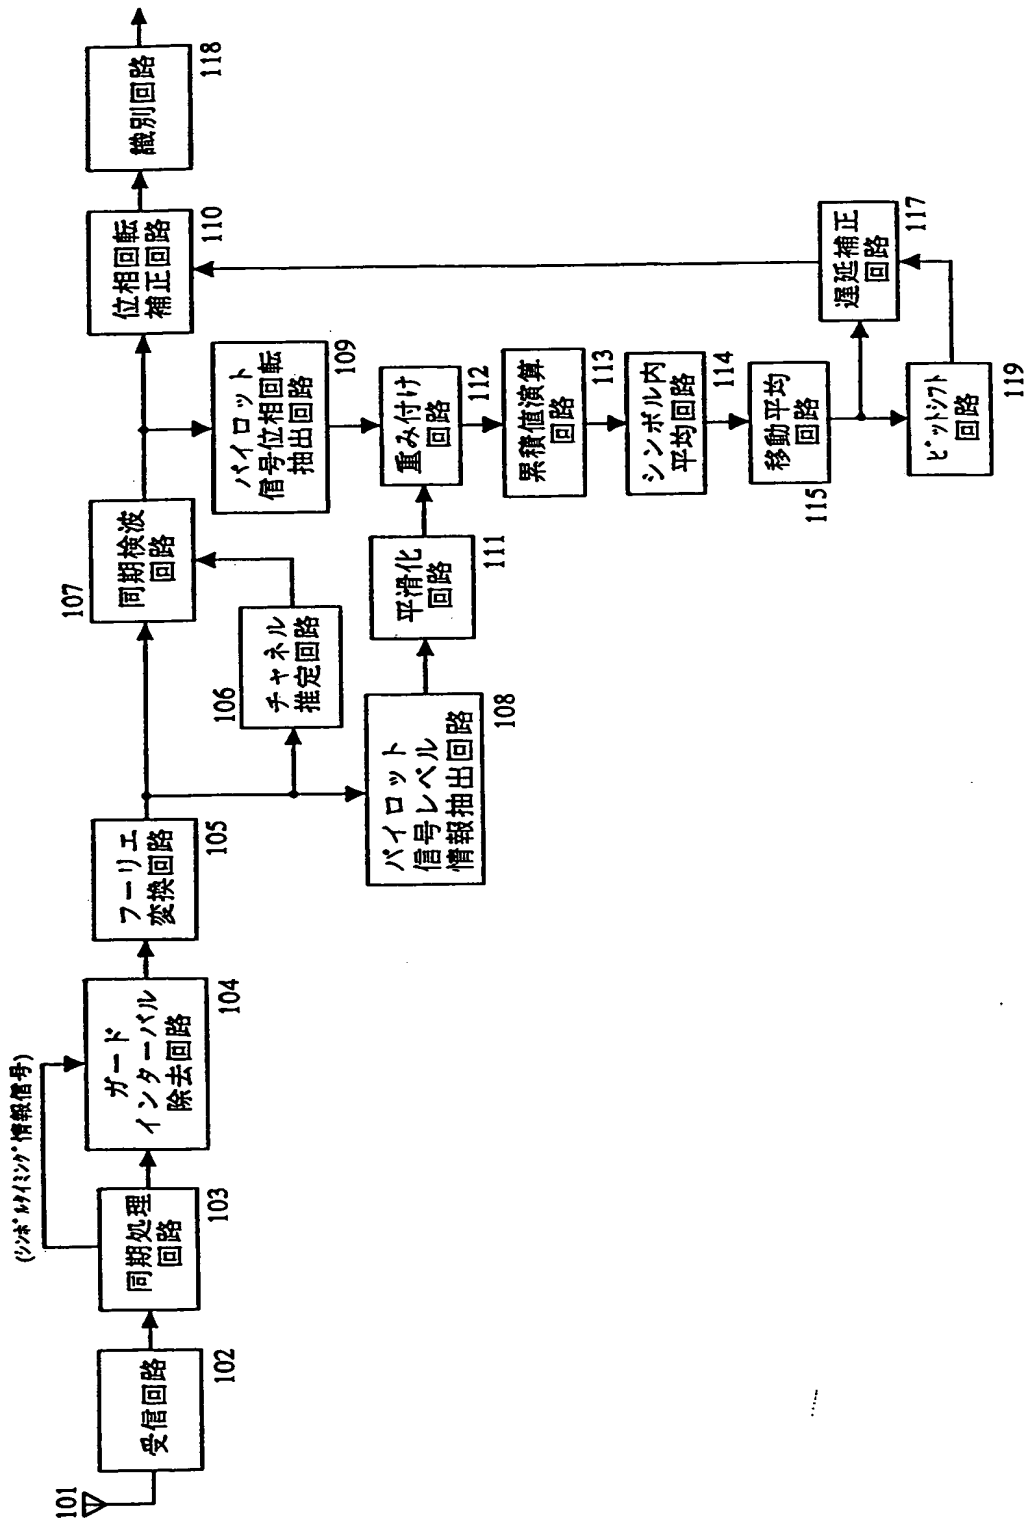 101
受信回路
102
同期処理
回路
103
(シンボルタイミング情報信号)
ガード
インターバル
除去回路
104
フーリエ
変換回路
105
チャネル
推定回路
106
同期検波
回路
107
パイロット
信号レベル
情報抽出回路
108
パイロット
信号位相回転
抽出回路
109
位相回転
補正回路
110
平滑化
回路
111
重み付け
回路
112
累積値演算
回路
113
シンボル内
平均回路
114
移動平均
回路
115
遅延補正
回路
117
識別回路
118
ビットシフト
回路
119